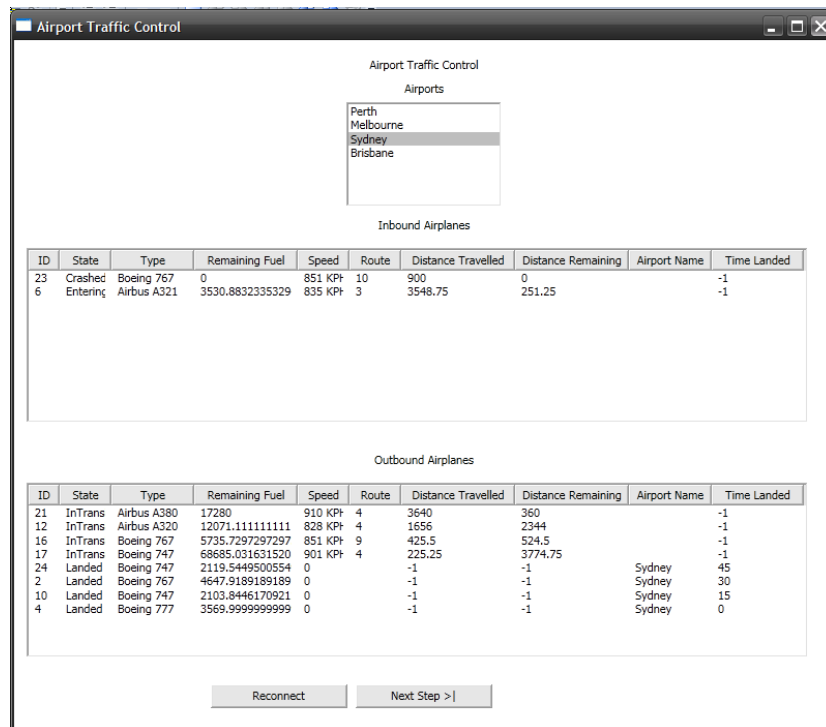 Airport Traffic Control
Airport Traffic Control
Airports
Perth
Melbourne
Sydney
Brisbane
Inbound Airplanes
ID State Type Remaining Fuel Speed Route Distance Travelled Distance Remaining Airport Name Time Landed
23 Crashed Boeing 767 0 851 KPH 10 900 0 -1
6 Entering Airbus A321 3530.8832335329 835 KPH 3 3548.75 251.25 -1
Outbound Airplanes
ID State Type Remaining Fuel Speed Route Distance Travelled Distance Remaining Airport Name Time Landed
21 InTrans Airbus A380 17280 910 KPH 4 3640 360 -1
12 InTrans Airbus A320 12071.111111111 828 KPH 4 1656 2344 -1
16 InTrans Boeing 767 5735.7297297297 851 KPH 9 425.5 524.5 -1
17 InTrans Boeing 747 68685.031631520 901 KPH 4 225.25 3774.75 -1
24 Landed Boeing 747 2119.5449500554 0 -1 -1 Sydney 45
2 Landed Boeing 767 4647.9189189189 0 -1 -1 Sydney 30
10 Landed Boeing 747 2103.8446170921 0 -1 -1 Sydney 15
4 Landed Boeing 777 3569.9999999999 0 -1 -1 Sydney 0
Reconnect Next Step >|